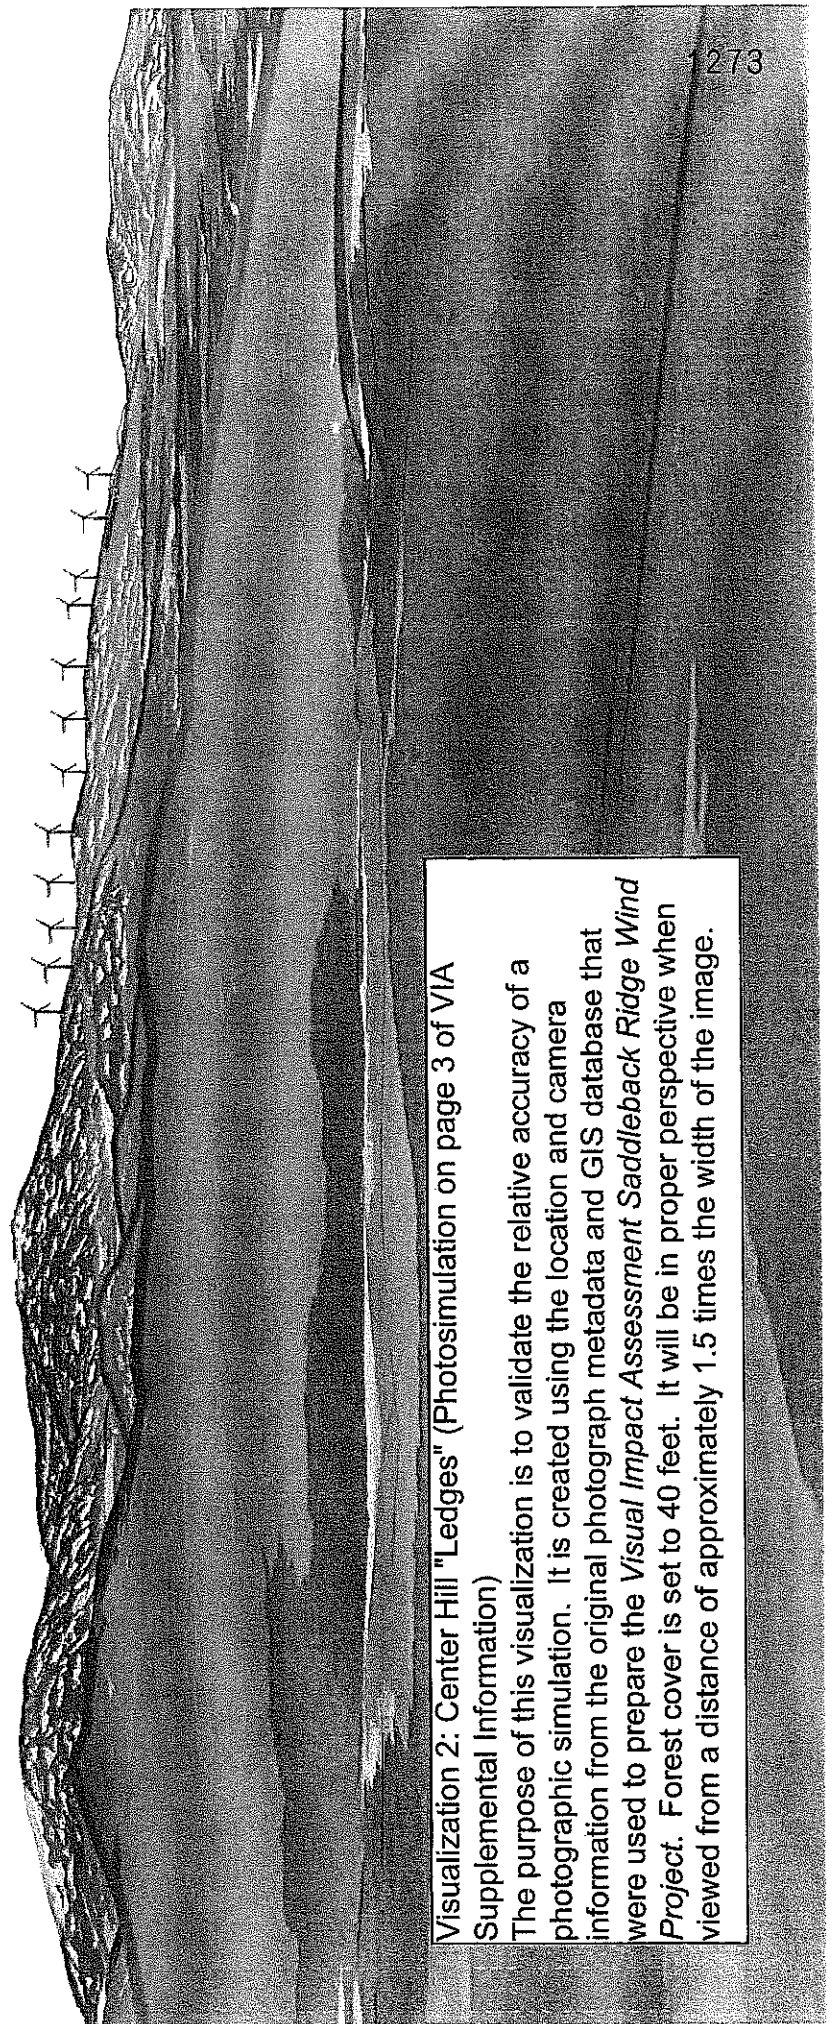 1273
Visualization 2: Center Hill "Ledges" (Photosimulation on page 3 of VIA
Supplemental Information)
The purpose of this visualization is to validate the relative accuracy of a
photographic simulation. It is created using the location and camera
information from the original photograph metadata and GIS database that
were used to prepare the Visual Impact Assessment Saddleback Ridge Wind
Project. Forest cover is set to 40 feet. It will be in proper perspective when
viewed from a distance of approximately 1.5 times the width of the image.